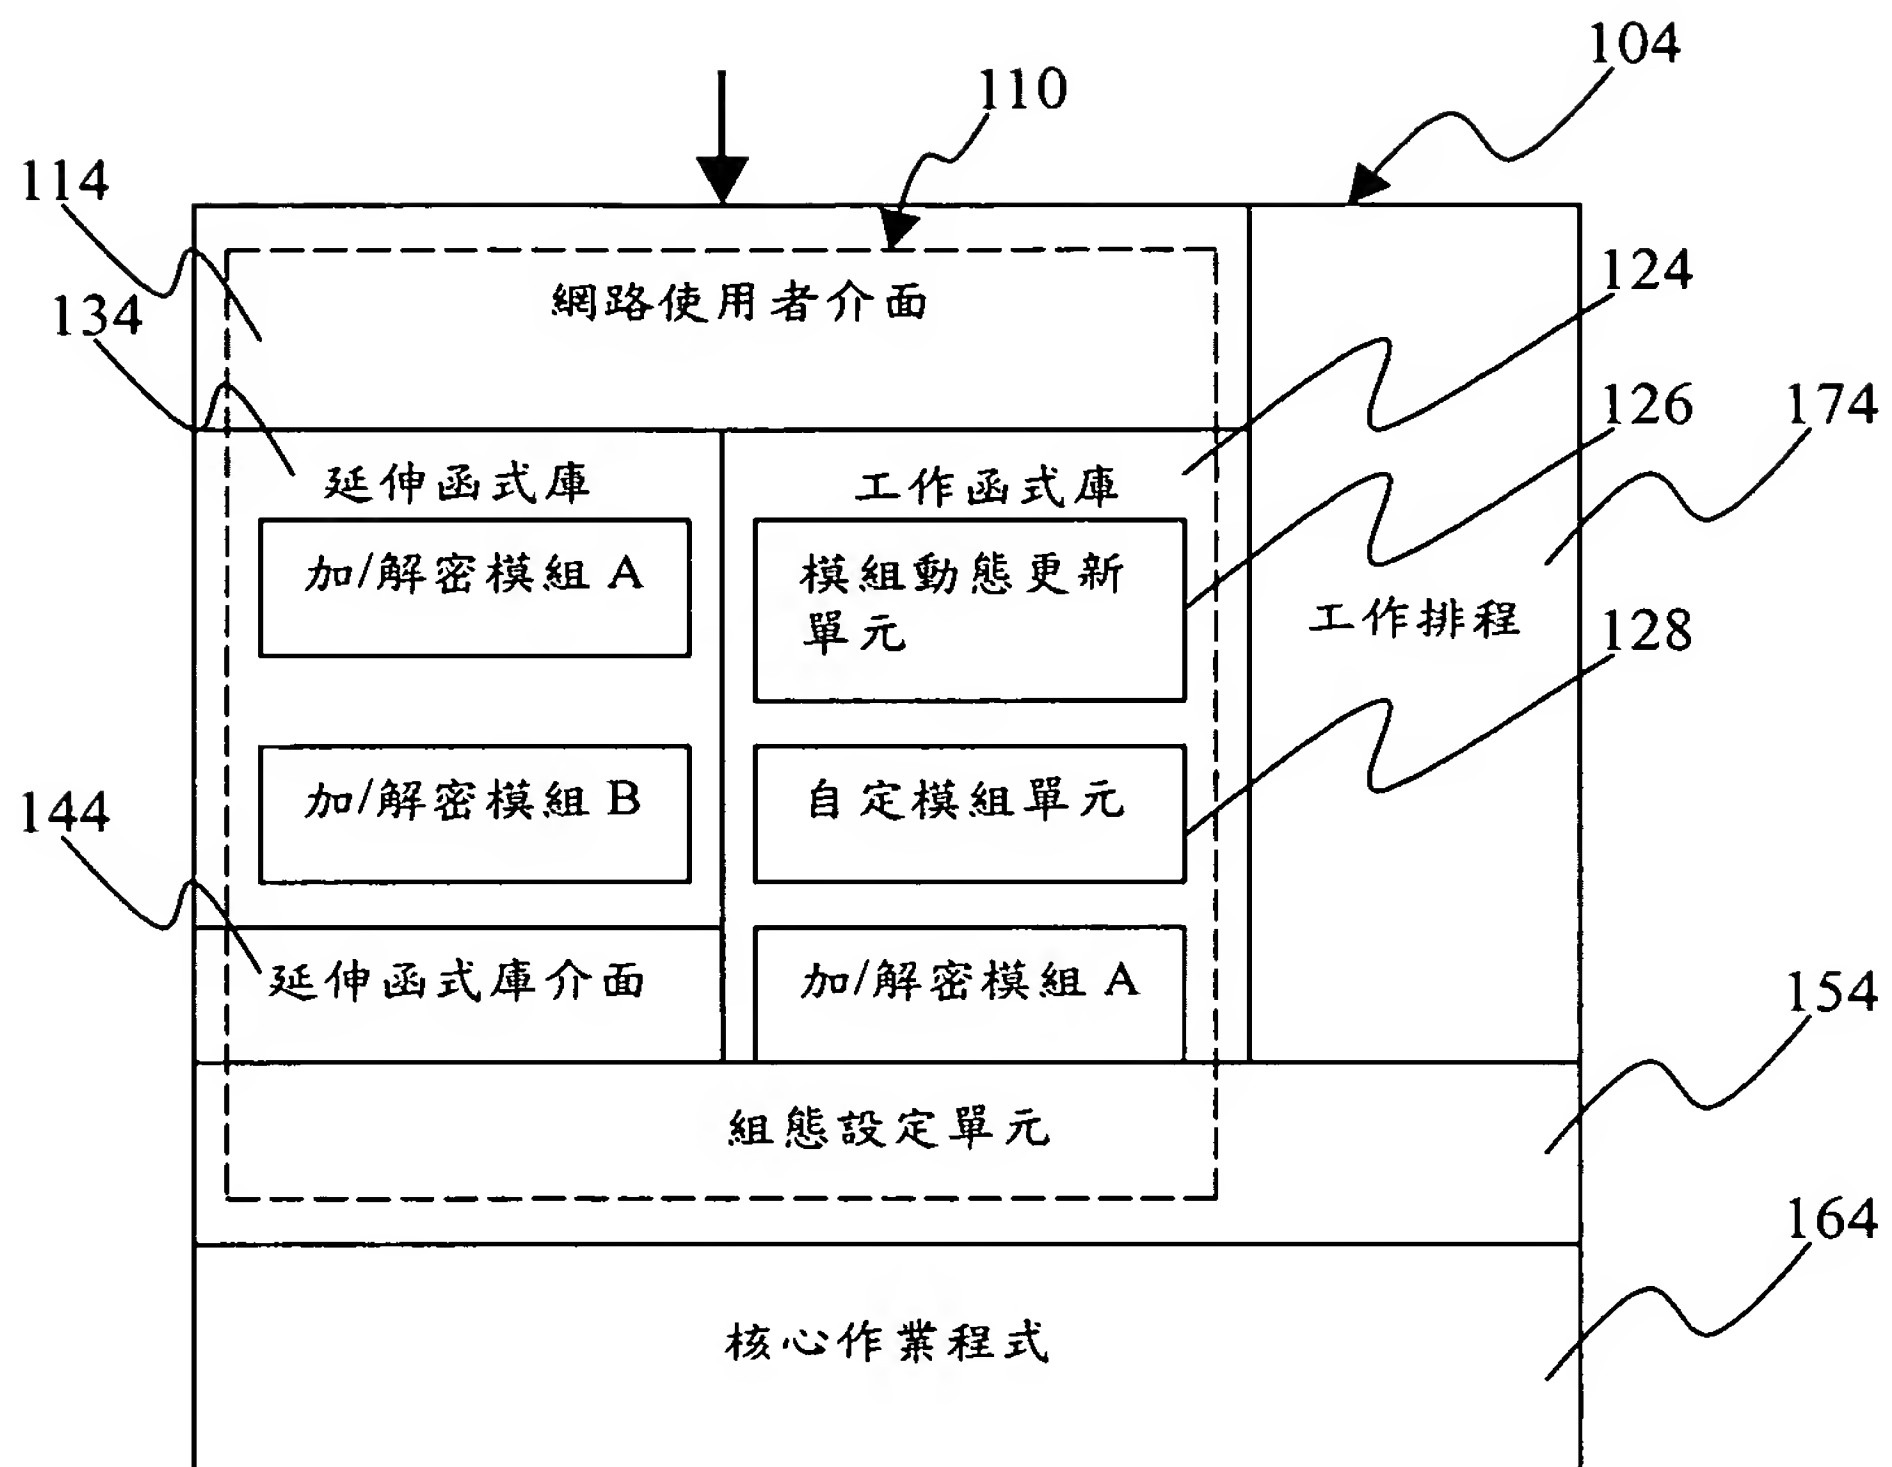 104
110
114
網路使用者介面
124
134
126
174
延伸函式庫
工作函式庫
加/解密模組 A
模組動態更新
單元
工作排程
128
加/解密模組 B
自定模組單元
144
延伸函式庫介面
加/解密模組 A
154
組態設定單元
164
核心作業程式